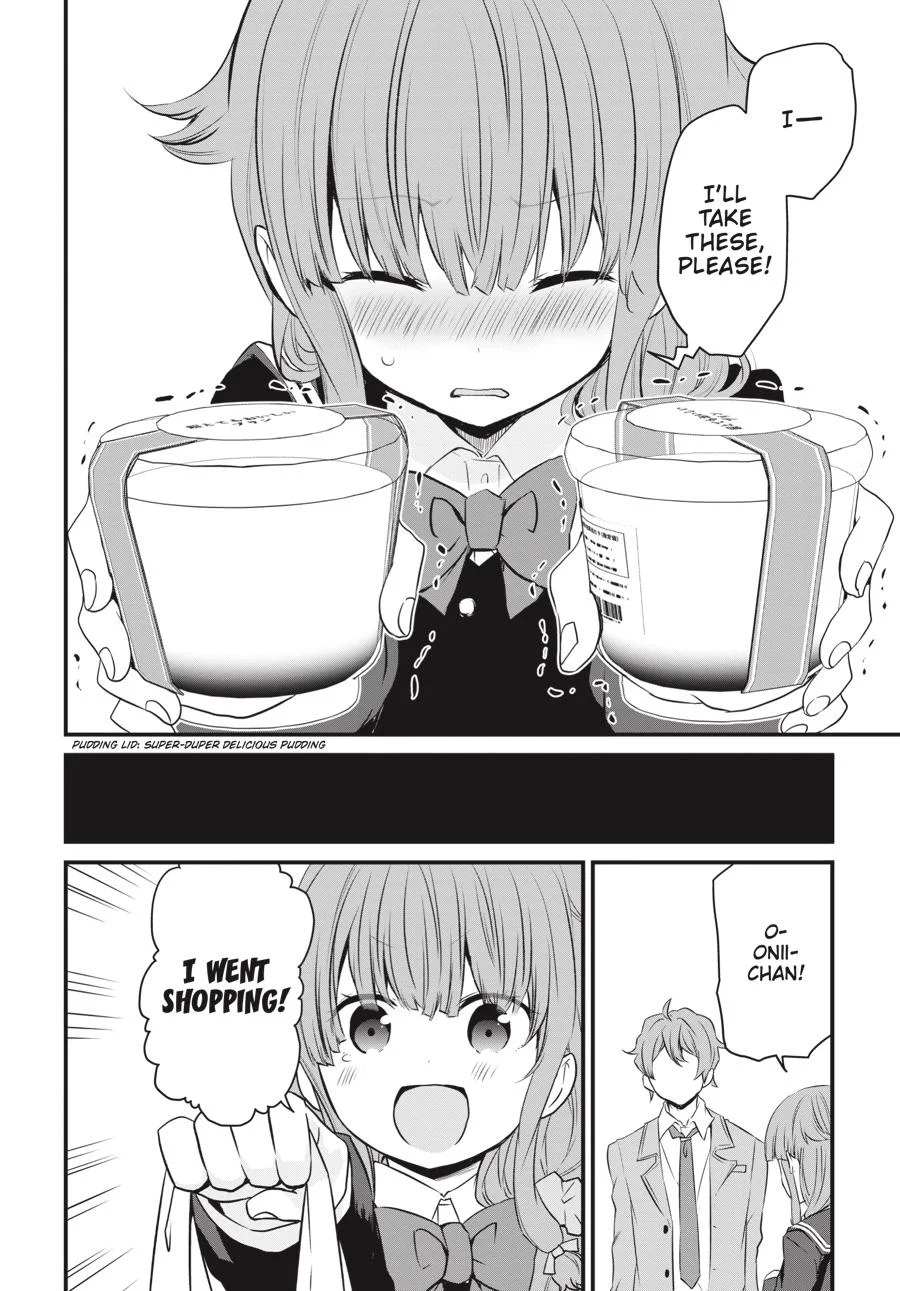 I—
I'LL
TAKE
THESE,
PLEASE!
PUDDING LID: SUPER-DUPER DELICIOUS PUDDING
O-
ONII-
CHAN!
I WENT
SHOPPING!